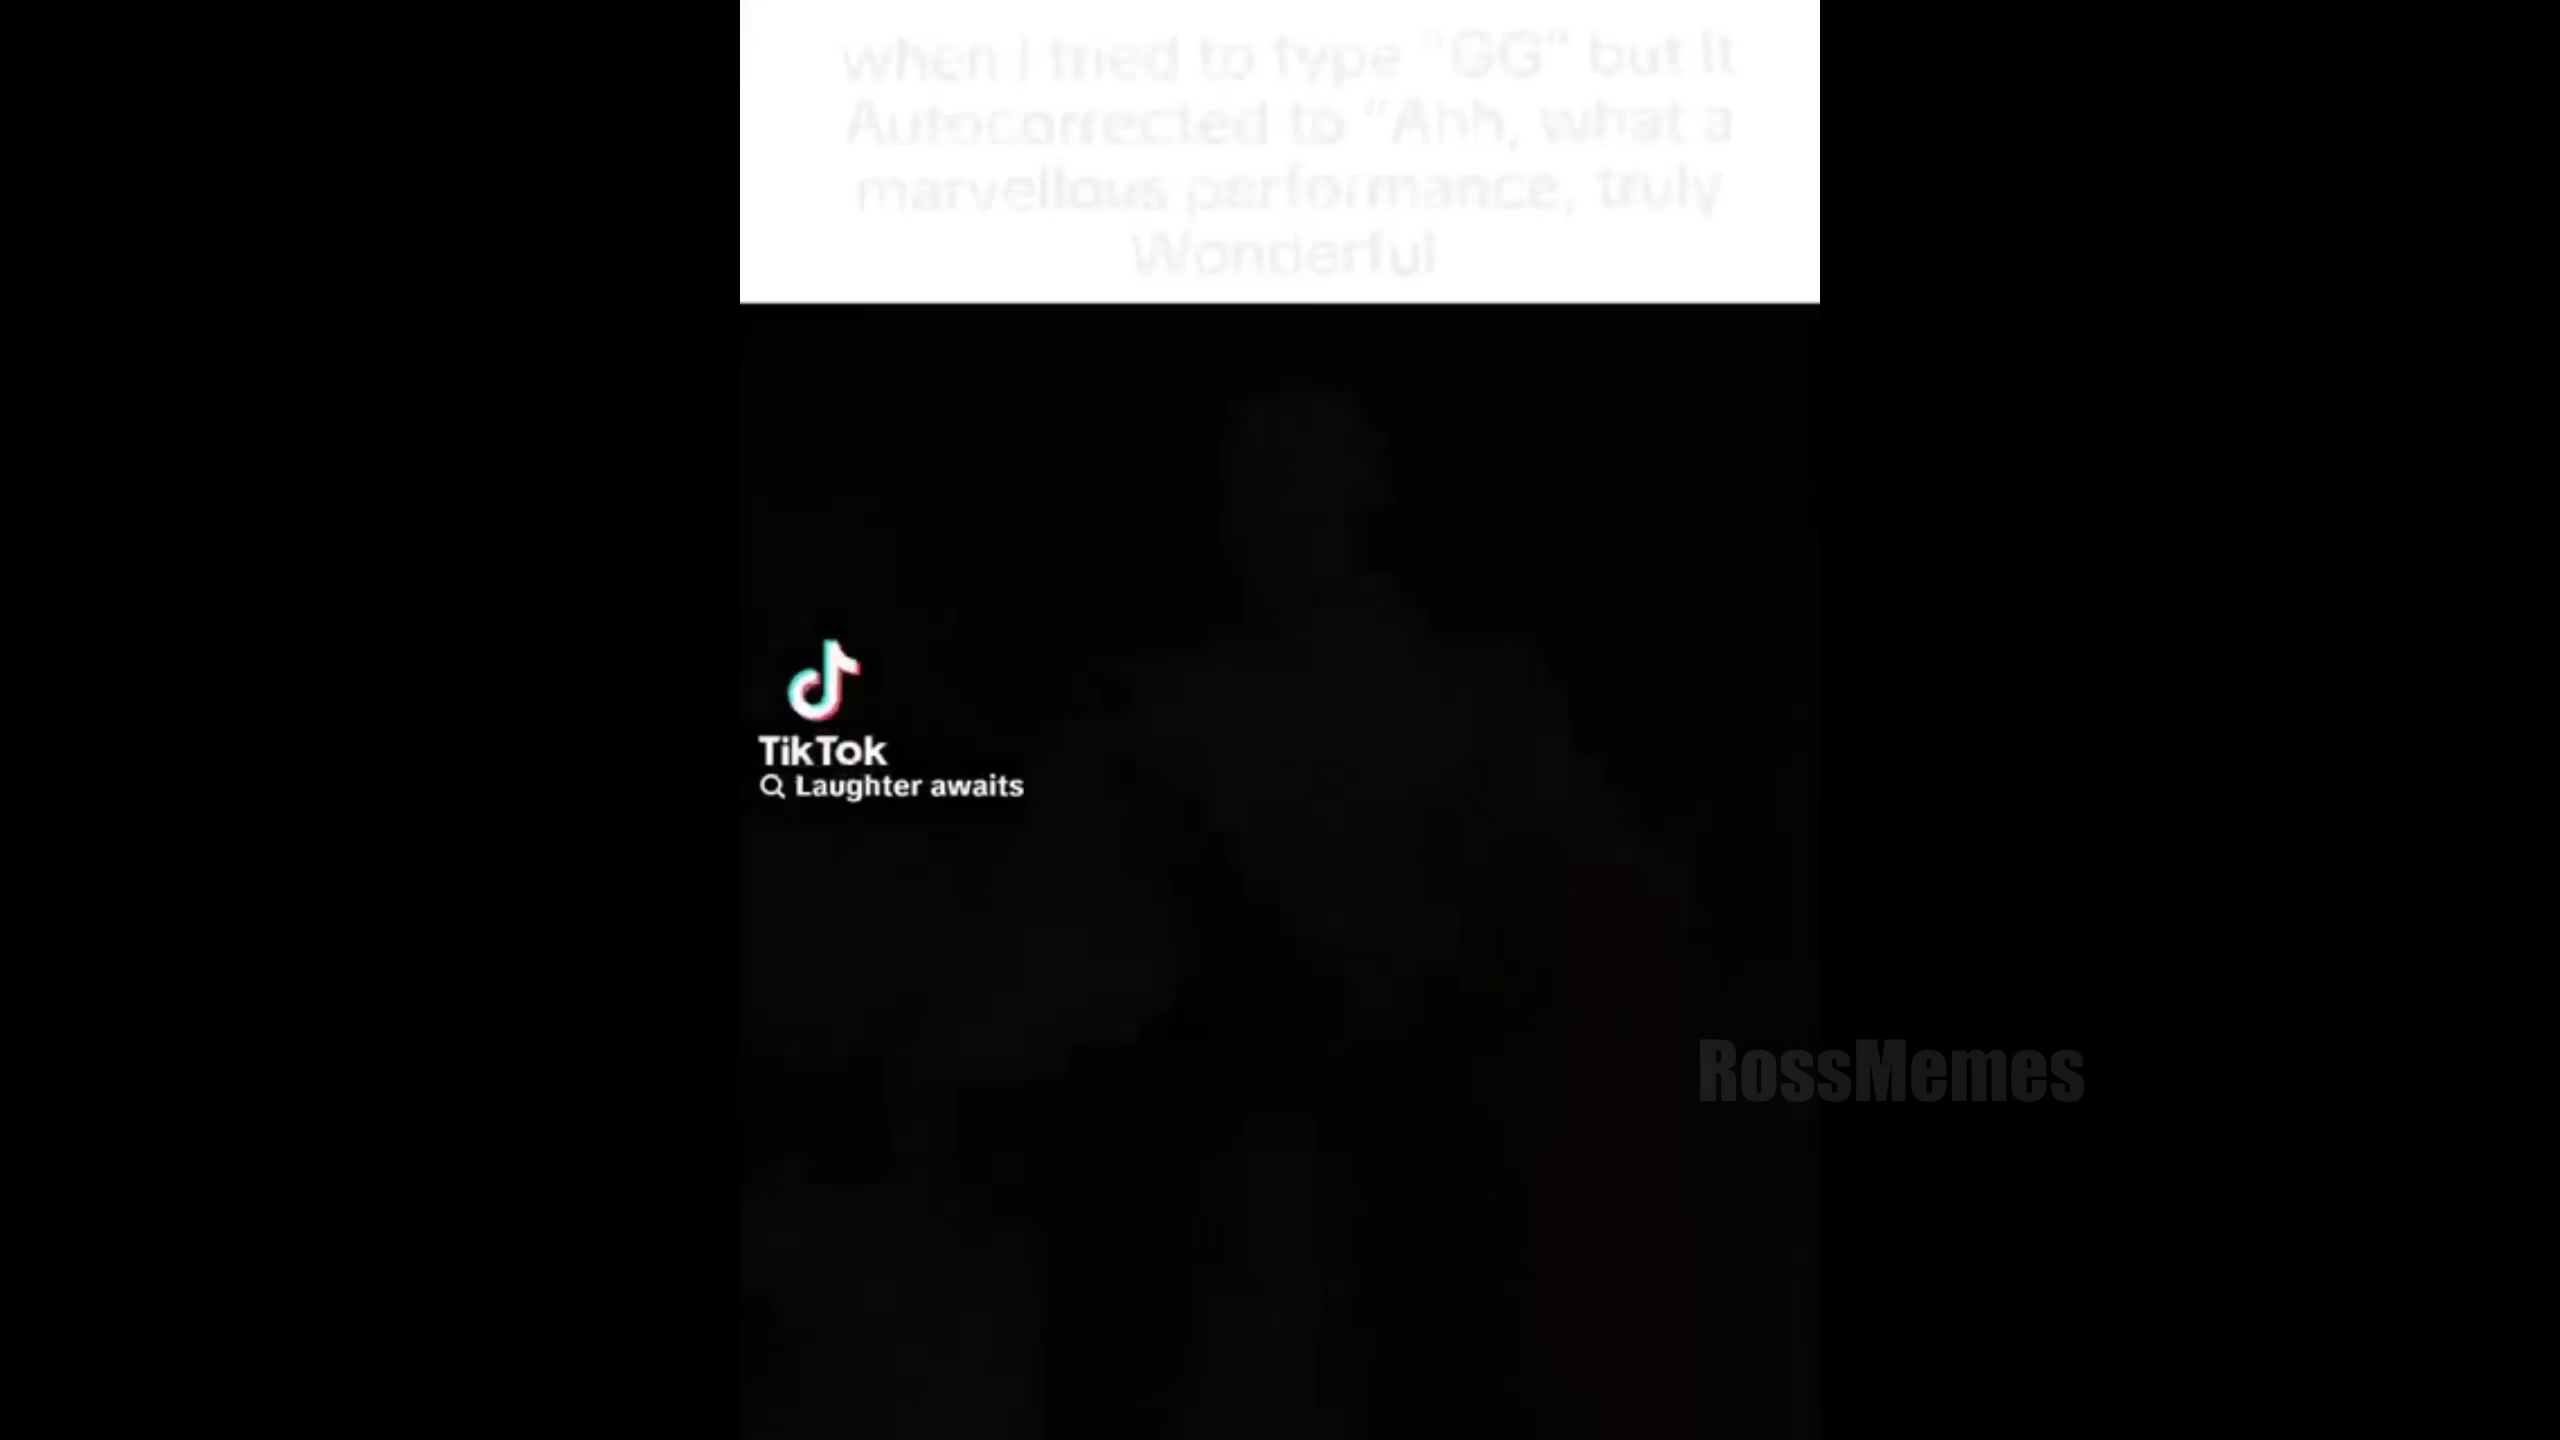 when I tried to type "GG" but it
Autocorrected to "Ahh, what a
marvellous performance, truly
Wonderful
TikTok
Laughter awaits
RossMemes